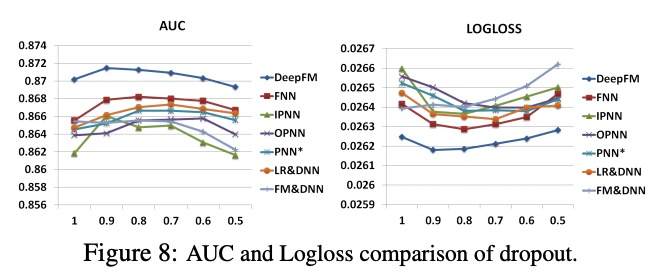 AUC
0.874
0.872
0.87
0.868
0.866
0.864
0.862
0.86
0.858
0.856
1 0.9 0.8 0.7 0.6 0.5
DeepFM
FNN
IPNN
OPNN
PNN*
LR&DNN
FM&DNN
LOGLOSS
0.0267
0.0266
0.0265
0.0264
0.0263
0.0262
0.0261
0.026
0.0259
1 0.9 0.8 0.7 0.6 0.5
DeepFM
FNN
IPNN
OPNN
PNN*
LR&DNN
FM&DNN
Figure 8: AUC and Logloss comparison of dropout.